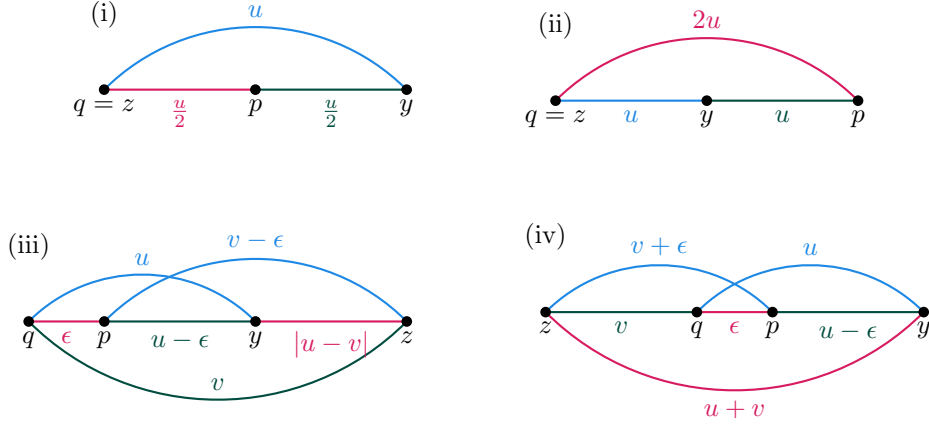 (i)
u
q = z
u/2
p
u/2
y
(ii)
2u
q = z
u
y
u
p
(iii)
u
v − ϵ
q
ϵ
p
u − ϵ
y
|u − v|
z
v
(iv)
v + ϵ
u
z
v
q
ϵ
p
u − ϵ
y
u + v